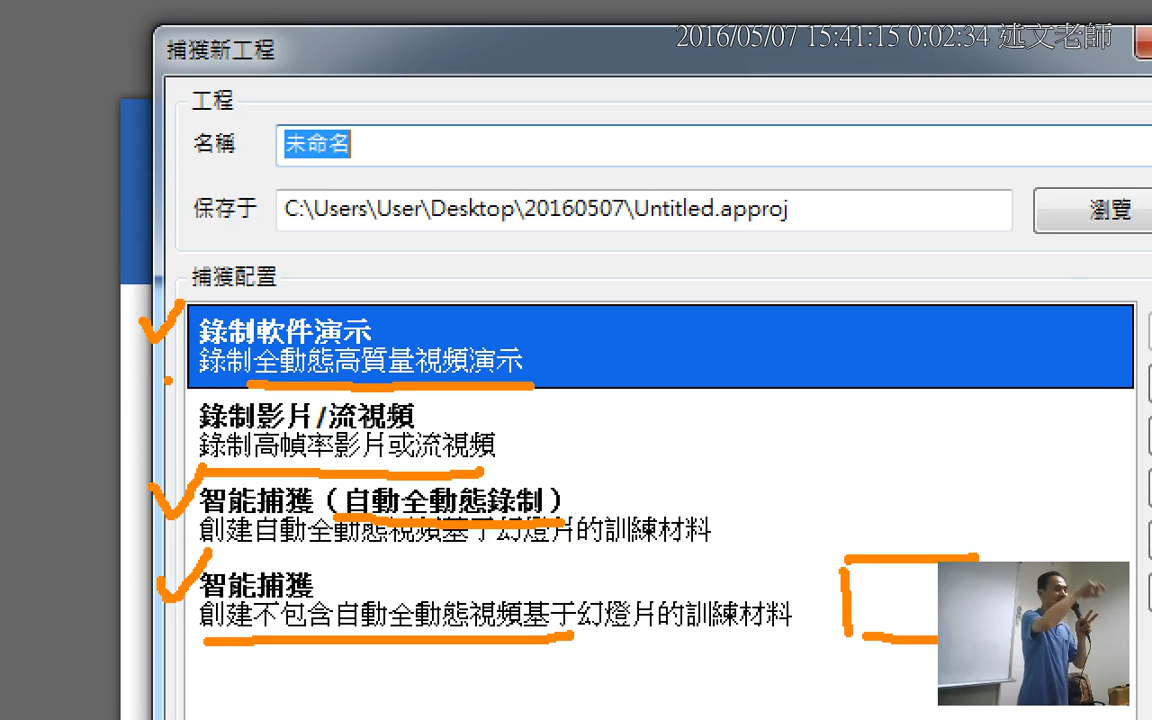 2016/05/07 15:41:15 0:02:34 述文老師
捕獲新工程
工程
名稱 未命名
保存于 C:\Users\User\Desktop\20160507\Untitled.approj 瀏覽
捕獲配置
錄制軟件演示
錄制全動態高質量視頻演示
錄制影片/流視頻
錄制高幀率影片或流視頻
智能捕獲（自動全動態錄制）
創建自動全動態視頻基于幻燈片的訓練材料
智能捕獲
創建不包含自動全動態視頻基于幻燈片的訓練材料